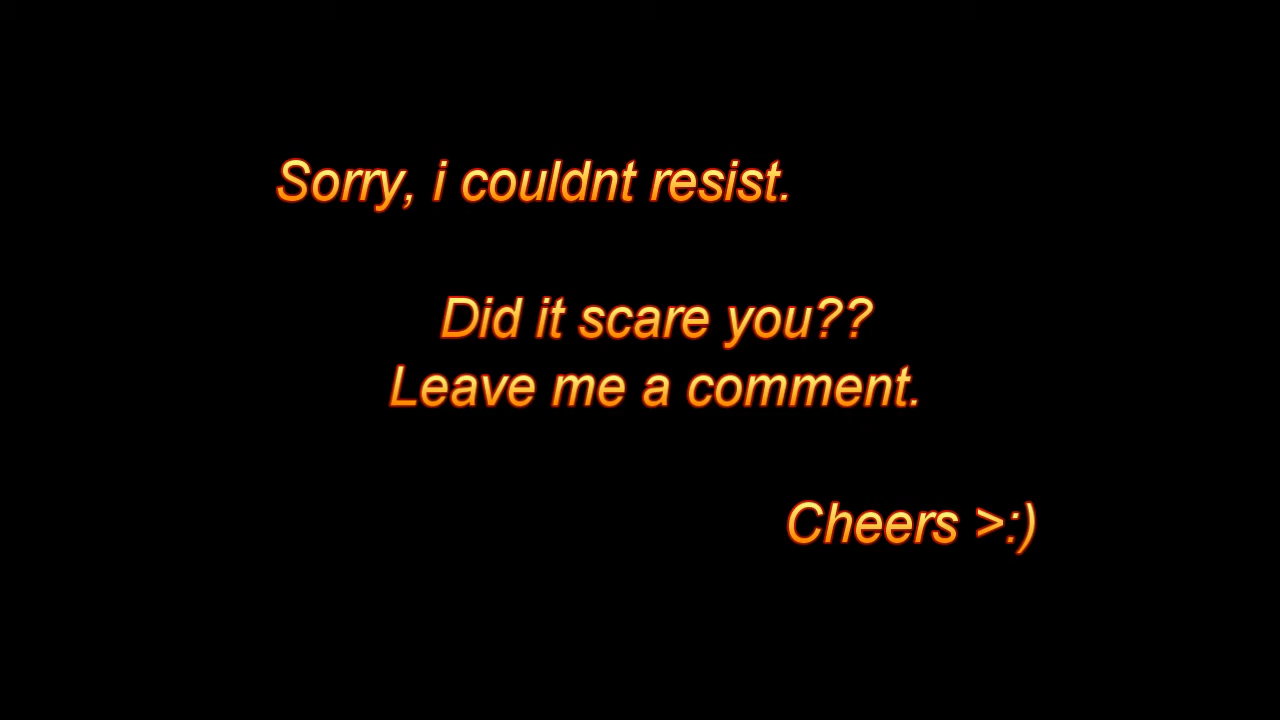 Sorry, i couldnt resist.
Did it scare you??
Leave me a comment.
Cheers >:)